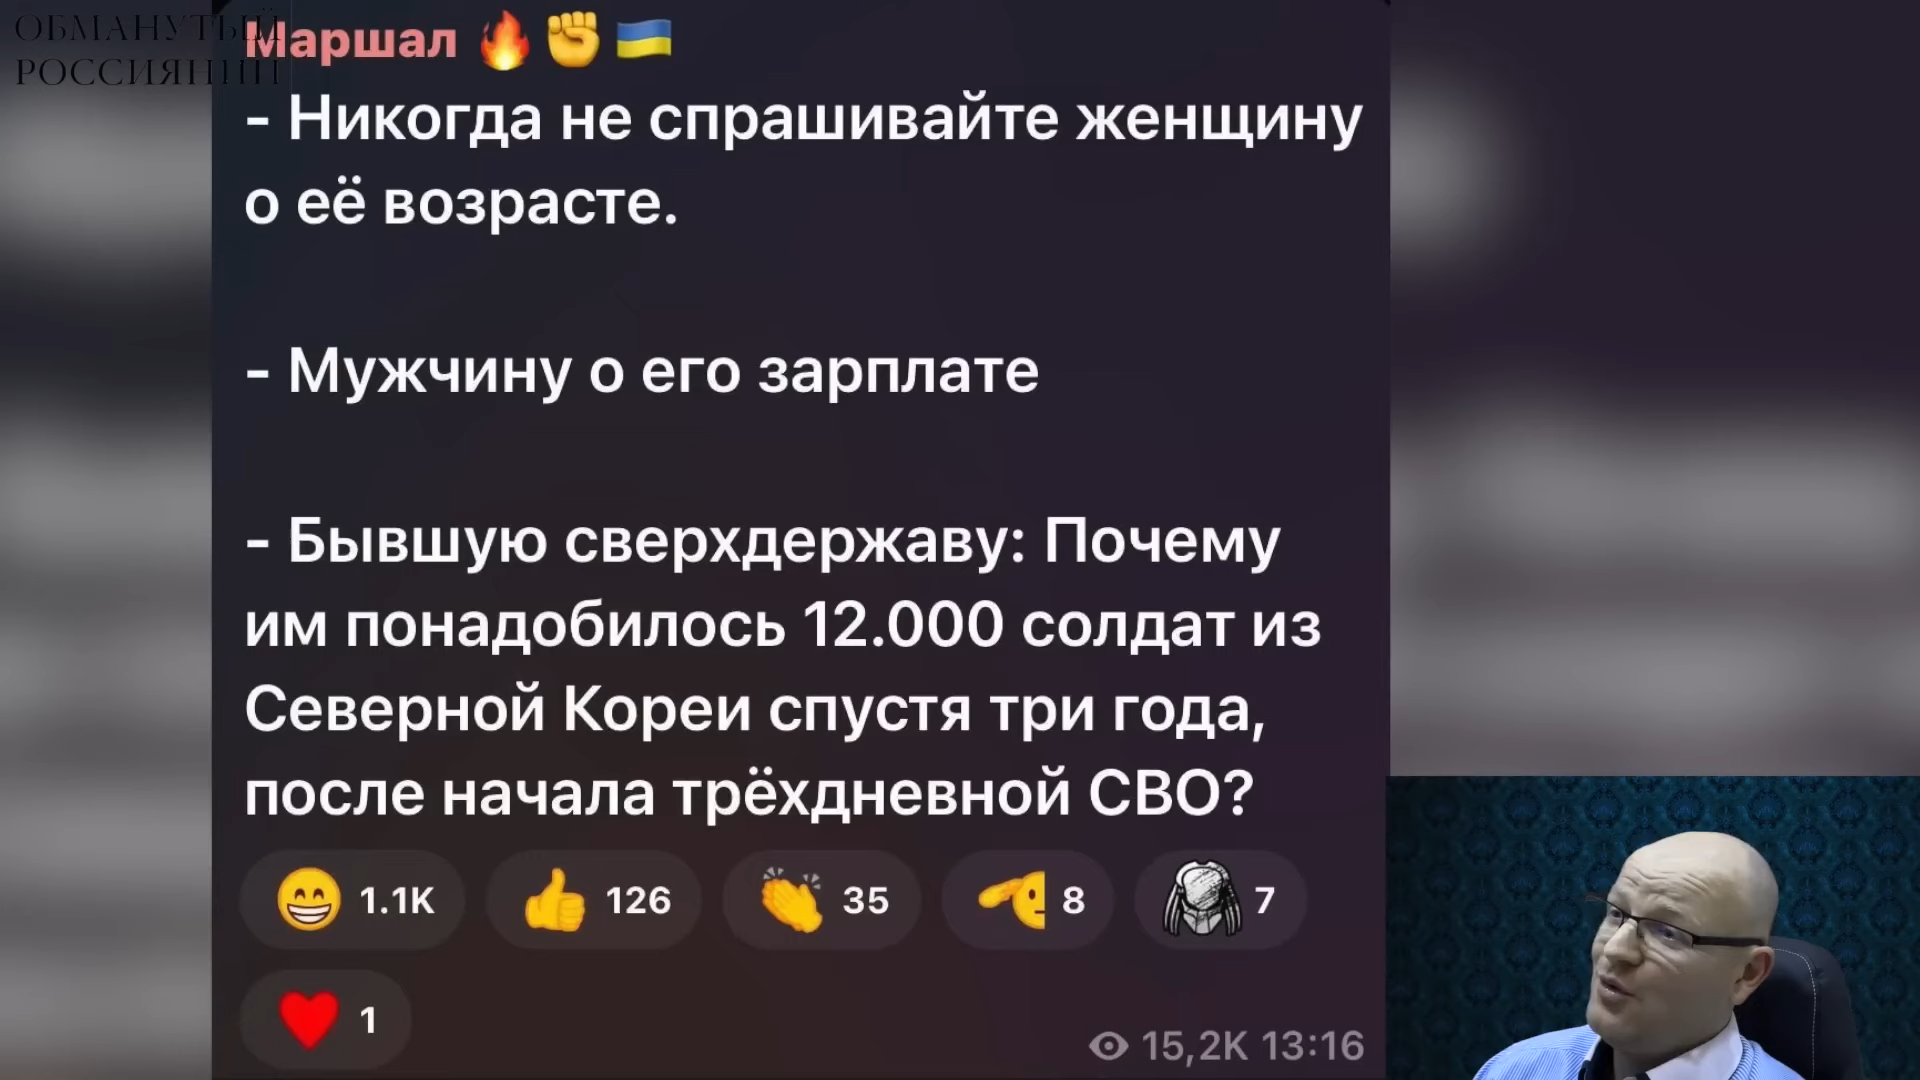 ОБМАНУТЫЙ
РОССИЯНИН
Маршал 🔥✊🇺🇦
- Никогда не спрашивайте женщину
о её возрасте.
- Мужчину о его зарплате
- Бывшую сверхдержаву: Почему
им понадобилось 12.000 солдат из
Северной Кореи спустя три года,
после начала трёхдневной СВО?
1.1K 126 35 8 7
1
15,2K 13:16